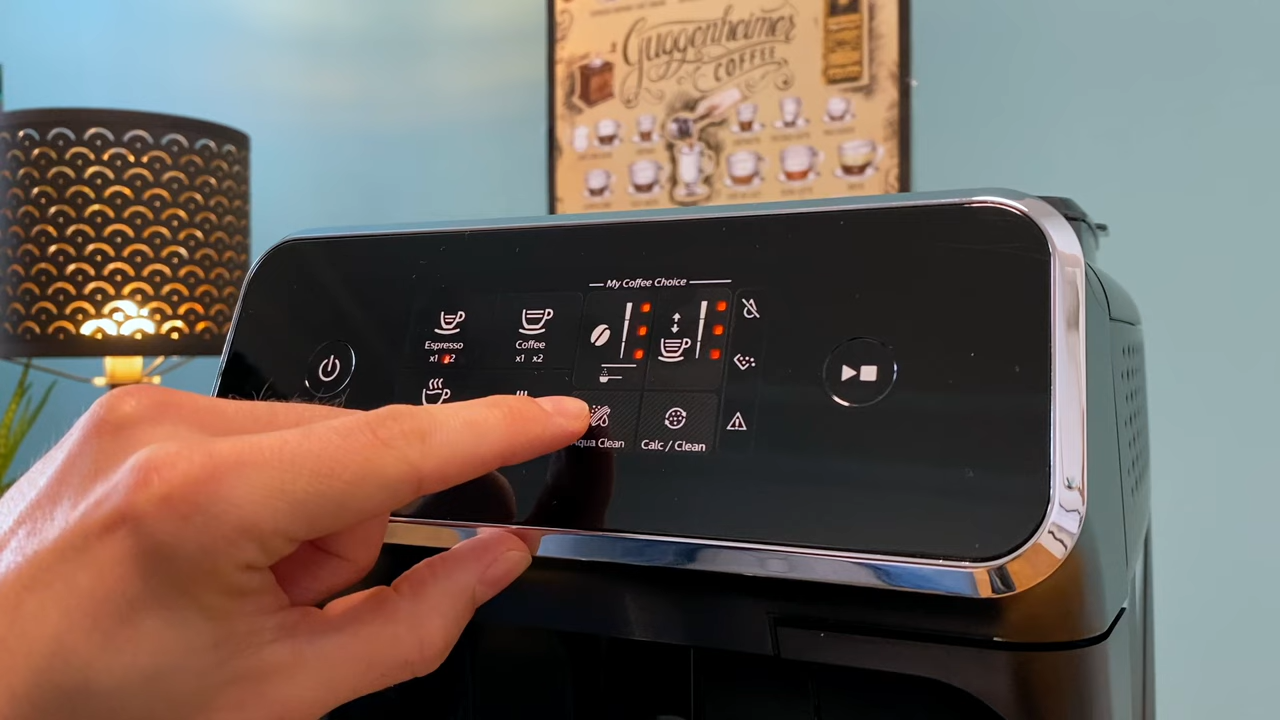 Guggenheimer
COFFEE
My Coffee Choice
Espresso
x1 x2
Coffee
x1 x2
Aqua Clean
Calc / Clean